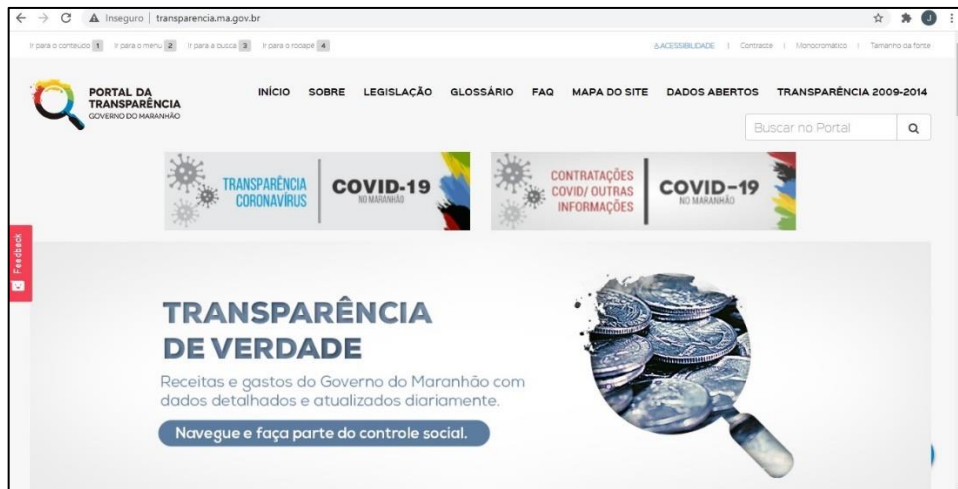 Inseguro | transparencia.ma.gov.br
J
Ir para o conteúdo 1 Ir para o menu 2 Ir para a busca 3 Ir para o rodapé 4
ACESSIBILIDADE | Contraste | Monocromático | Tamanho da fonte
PORTAL DA
TRANSPARÊNCIA
GOVERNO DO MARANHÃO
INÍCIO SOBRE LEGISLAÇÃO GLOSSÁRIO FAQ MAPA DO SITE DADOS ABERTOS TRANSPARÊNCIA 2009-2014
Buscar no Portal
TRANSPARÊNCIA
CORONAVÍRUS
COVID-19
NO MARANHÃO
CONTRATAÇÕES
COVID/ OUTRAS
INFORMAÇÕES
COVID-19
NO MARANHÃO
Feedback
TRANSPARÊNCIA
DE VERDADE
Receitas e gastos do Governo do Maranhão com
dados detalhados e atualizados diariamente.
Navegue e faça parte do controle social.